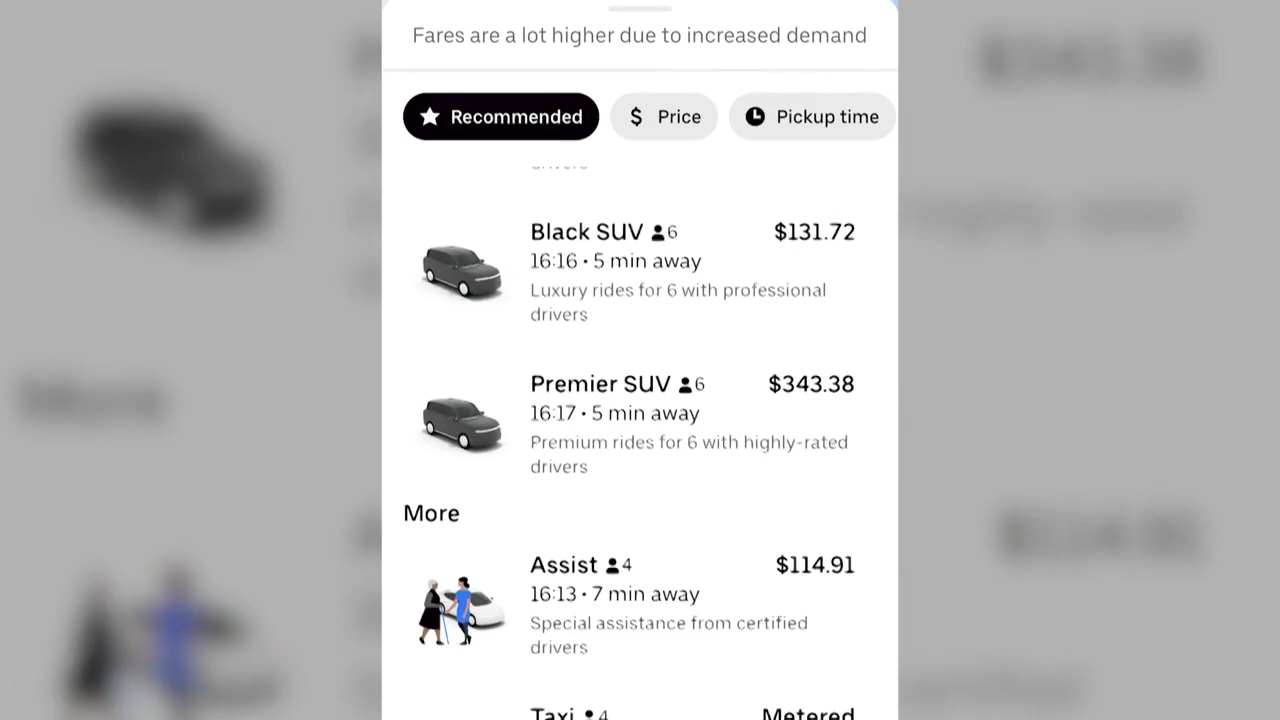 Fares are a lot higher due to increased demand
Recommended
$ Price
Pickup time
Black SUV 6
$131.72
16:16 • 5 min away
Luxury rides for 6 with professional
drivers
Premier SUV 6
$343.38
16:17 • 5 min away
Premium rides for 6 with highly-rated
drivers
More
Assist 4
$114.91
16:13 • 7 min away
Special assistance from certified
drivers
Taxi 4
Metered